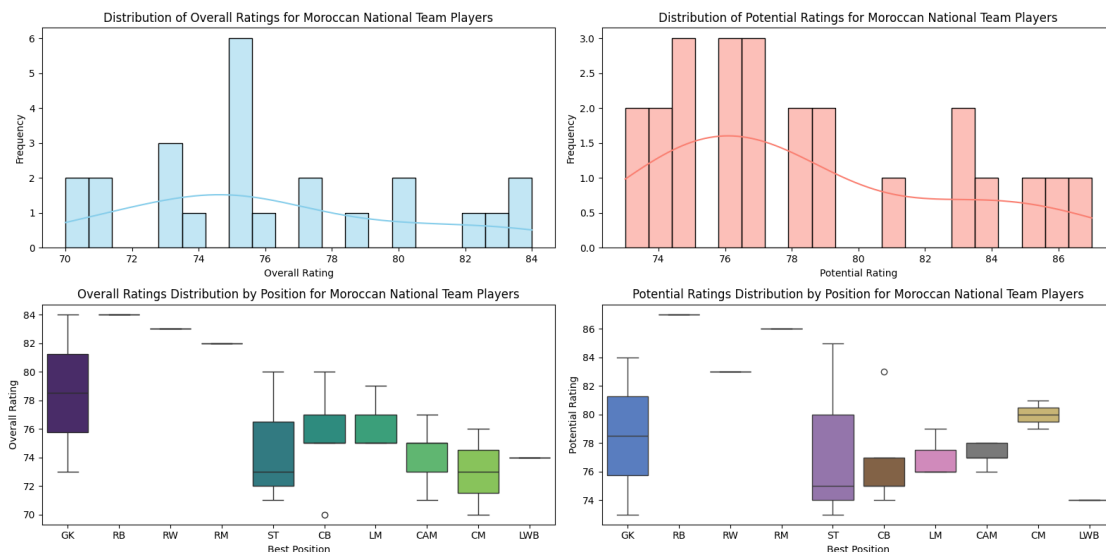 Distribution of Overall Ratings for Moroccan National Team Players
Frequency
6
5
4
3
2
1
0
70 72 74 76 78 80 82 84
Overall Rating
Distribution of Potential Ratings for Moroccan National Team Players
Frequency
3.0
2.5
2.0
1.5
1.0
0.5
0.0
74 76 78 80 82 84 86
Potential Rating
Overall Ratings Distribution by Position for Moroccan National Team Players
Overall Rating
84
82
80
78
76
74
72
70
GK RB RW RM ST CB LM CAM CM LWB
Best Position
Potential Ratings Distribution by Position for Moroccan National Team Players
Potential Rating
86
84
82
80
78
76
74
GK RB RW RM ST CB LM CAM CM LWB
Best Position